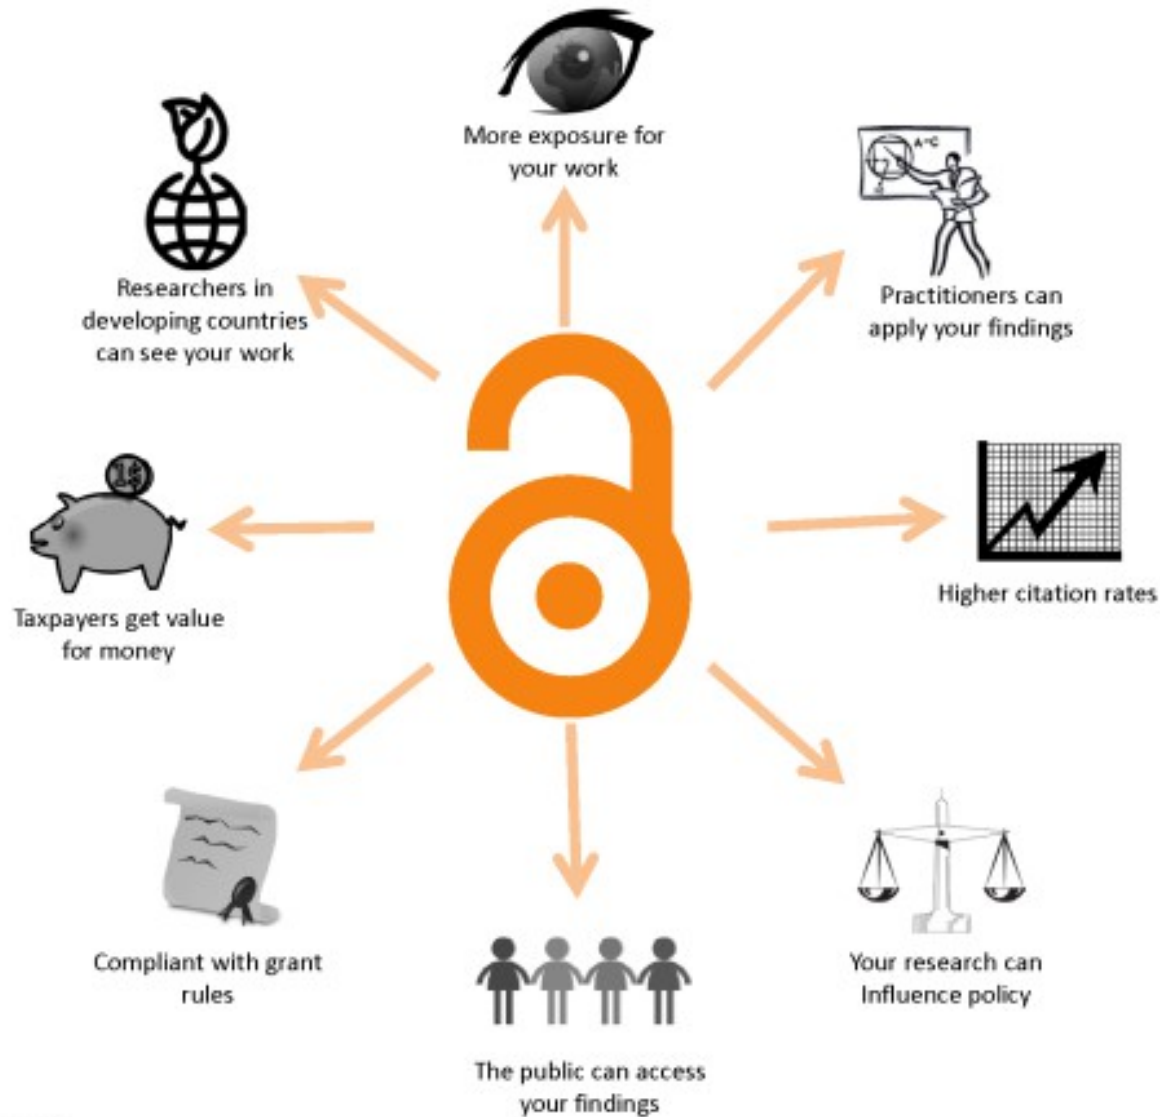 More exposure for
your work
A=C
Practitioners can
apply your findings
Researchers in
developing countries
can see your work
1$
Higher citation rates
Taxpayers get value
for money
Compliant with grant
rules
Your research can
Influence policy
The public can access
your findings